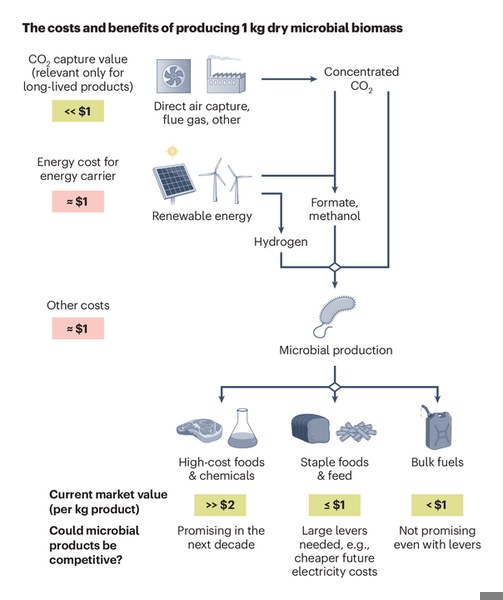 The costs and benefits of producing 1 kg dry microbial biomass
CO₂ capture value
(relevant only for
long-lived products)
<< $1
Direct air capture,
flue gas, other
Concentrated
CO₂
Energy cost for
energy carrier
≈ $1
Renewable energy
Formate,
methanol
Hydrogen
Other costs
≈ $1
Microbial production
High-cost foods
& chemicals
Staple foods
& feed
Bulk fuels
Current market value
(per kg product)
>> $2
≤ $1
< $1
Could microbial
products be
competitive?
Promising in the
next decade
Large levers
needed, e.g.,
cheaper future
electricity costs
Not promising
even with levers